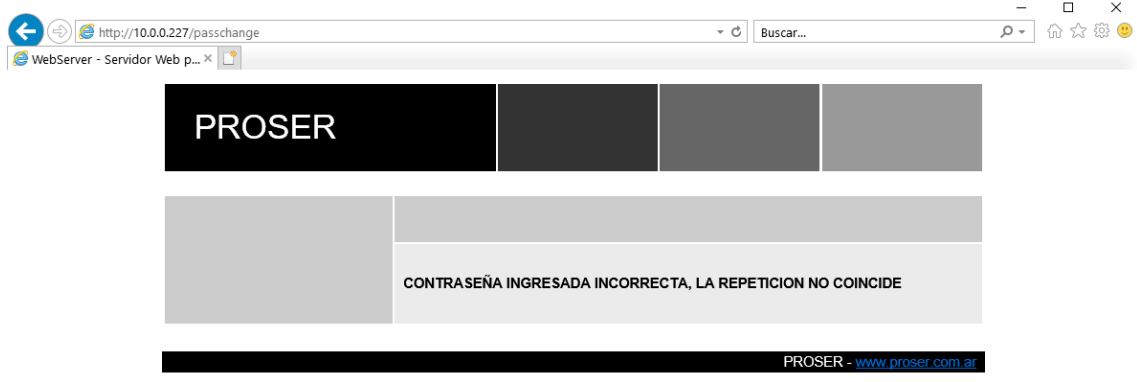 http://10.0.0.227/passchange
Buscar...
WebServer - Servidor Web p...
PROSER
CONTRASEÑA INGRESADA INCORRECTA, LA REPETICION NO COINCIDE
PROSER - www.proser.com.ar